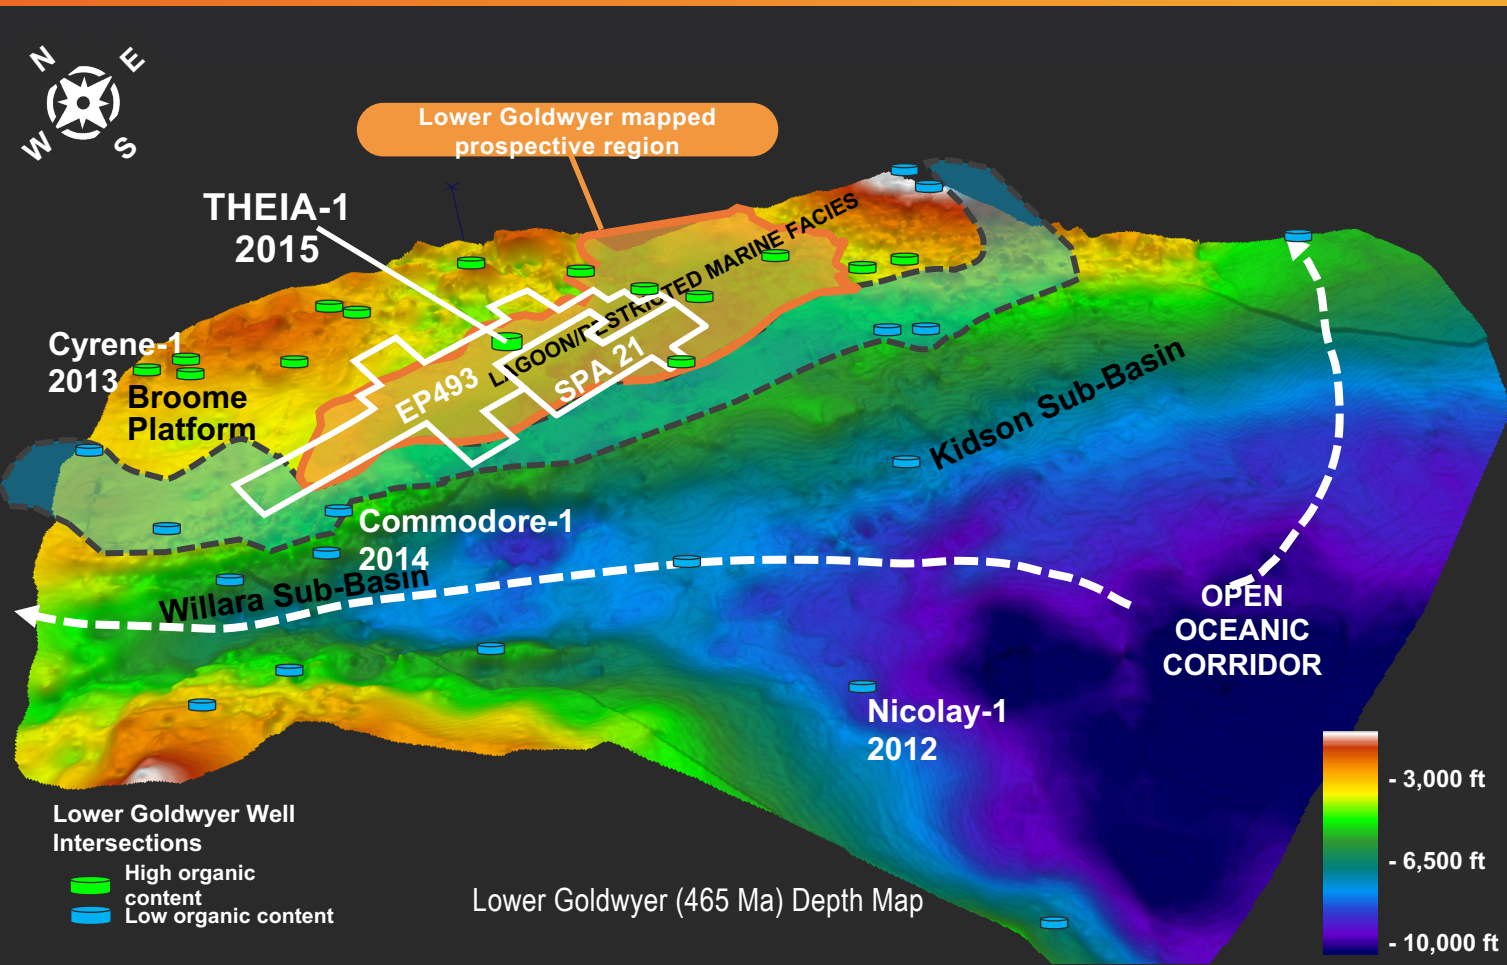 N
E
W
S
Lower Goldwyer mapped
prospective region
THEIA-1
2015
LAGOON/RESTRICTED MARINE FACIES
Cyrene-1
2013
Broome
Platform
EP493
SPA 21
Kidson Sub-Basin
Commodore-1
2014
Willara Sub-Basin
OPEN
OCEANIC
CORRIDOR
Nicolay-1
2012
- 3,000 ft
- 6,500 ft
- 10,000 ft
Lower Goldwyer Well
Intersections
High organic
content
Low organic content
Lower Goldwyer (465 Ma) Depth Map